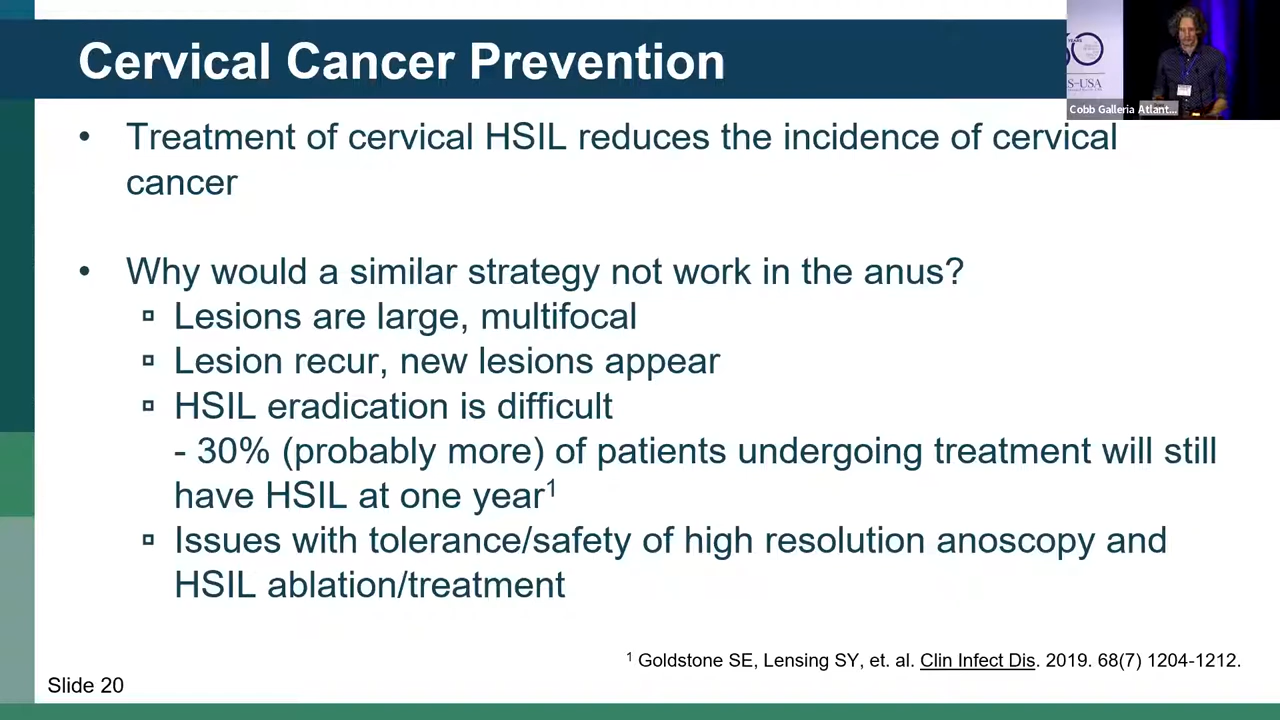 Cervical Cancer Prevention
• Treatment of cervical HSIL reduces the incidence of cervical
cancer
• Why would a similar strategy not work in the anus?
▫ Lesions are large, multifocal
▫ Lesion recur, new lesions appear
▫ HSIL eradication is difficult
- 30% (probably more) of patients undergoing treatment will still
have HSIL at one year¹
▫ Issues with tolerance/safety of high resolution anoscopy and
HSIL ablation/treatment
¹ Goldstone SE, Lensing SY, et. al. Clin Infect Dis. 2019. 68(7) 1204-1212.
Slide 20
YEARS
S–USA
Cobb Galleria Atlant...